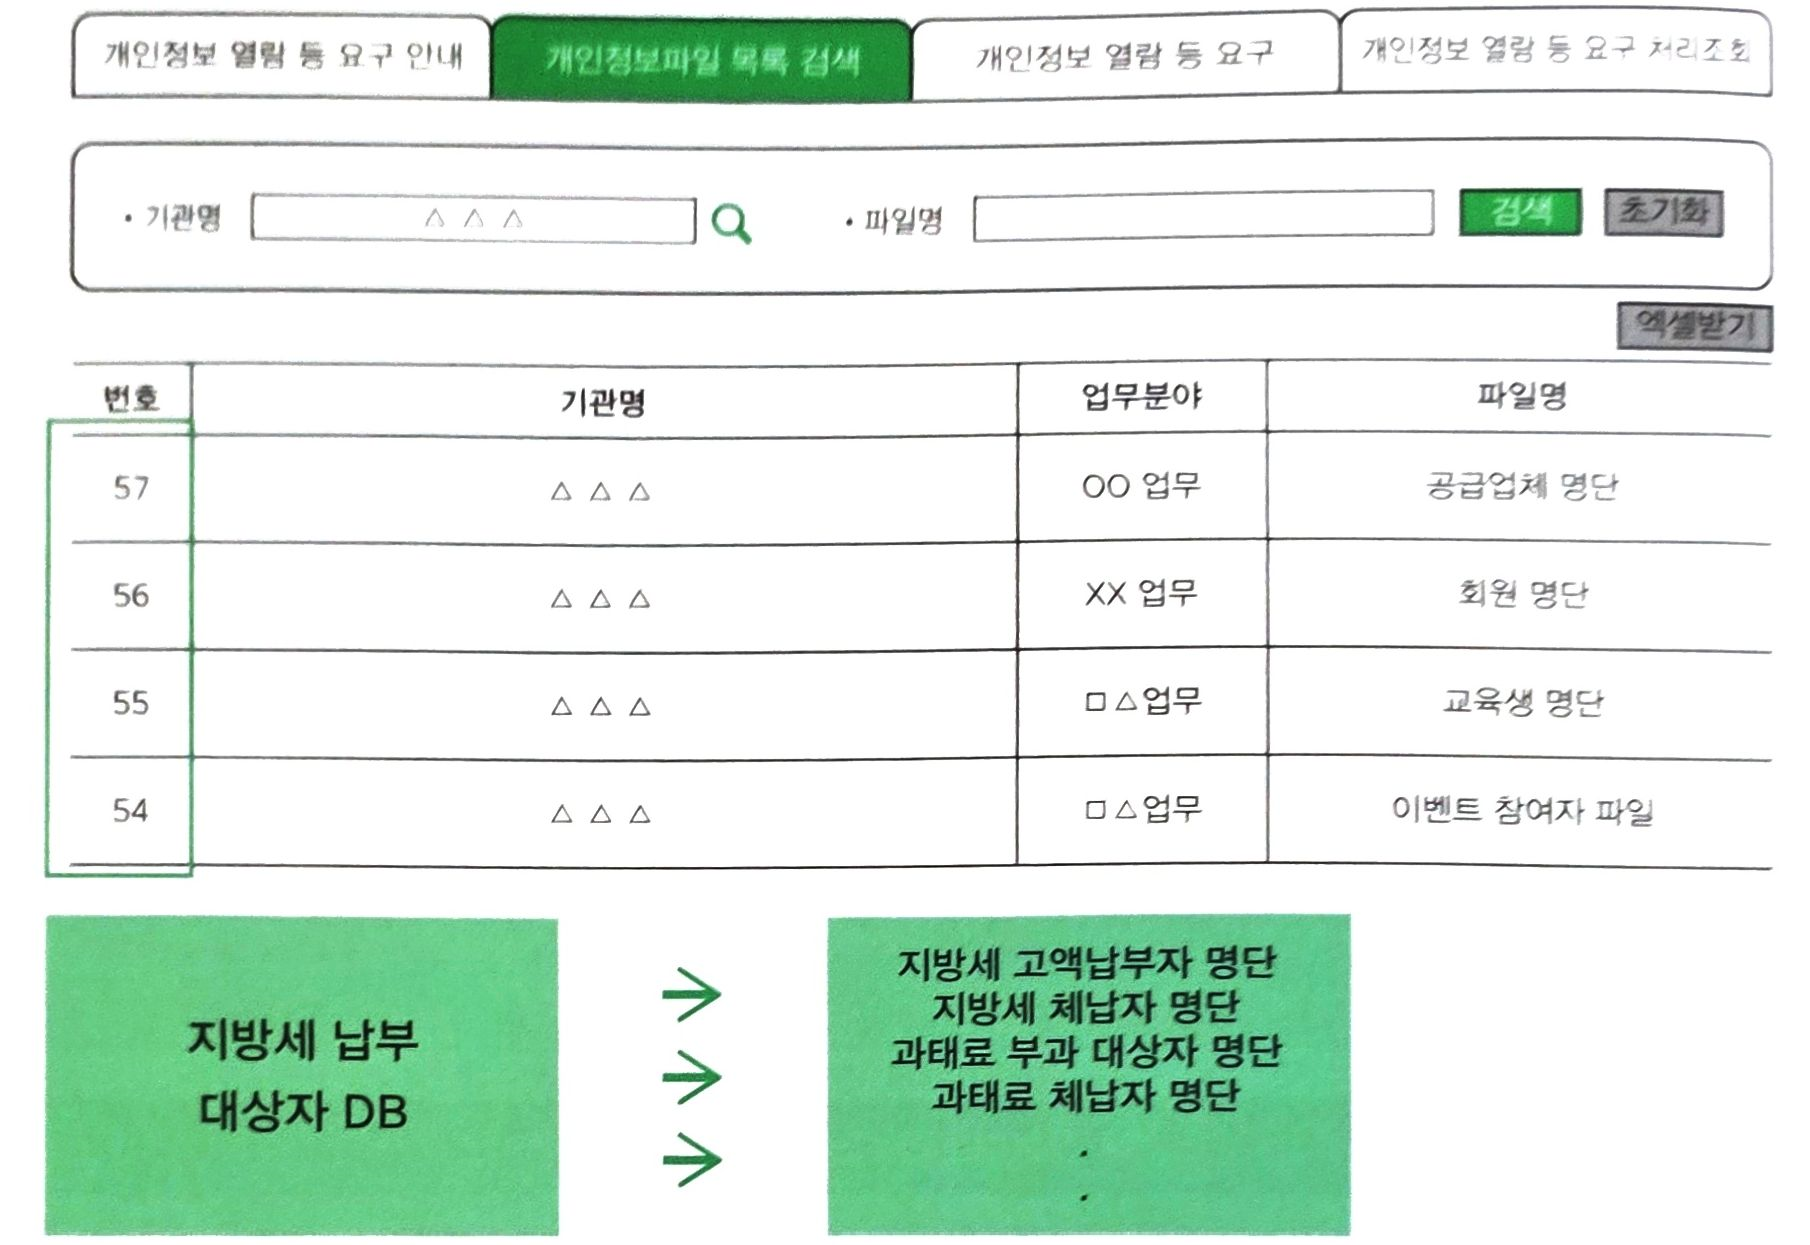 개인정보 열람 등 요구 안내 개인정보파일 목록 검색 개인정보 열람 등 요구 개인정보 열람 등 요구 처리조회
• 기관명 △ △ △ • 파일명 검색 초기화
엑셀받기
번호 기관명 업무분야 파일명
57 △ △ △ OO 업무 공급업체 명단
56 △ △ △ XX 업무 회원 명단
55 △ △ △ □△업무 교육생 명단
54 △ △ △ □△업무 이벤트 참여자 파일
지방세 납부
대상자 DB
→
→
→
지방세 고액납부자 명단
지방세 체납자 명단
과태료 부과 대상자 명단
과태료 체납자 명단
.
.